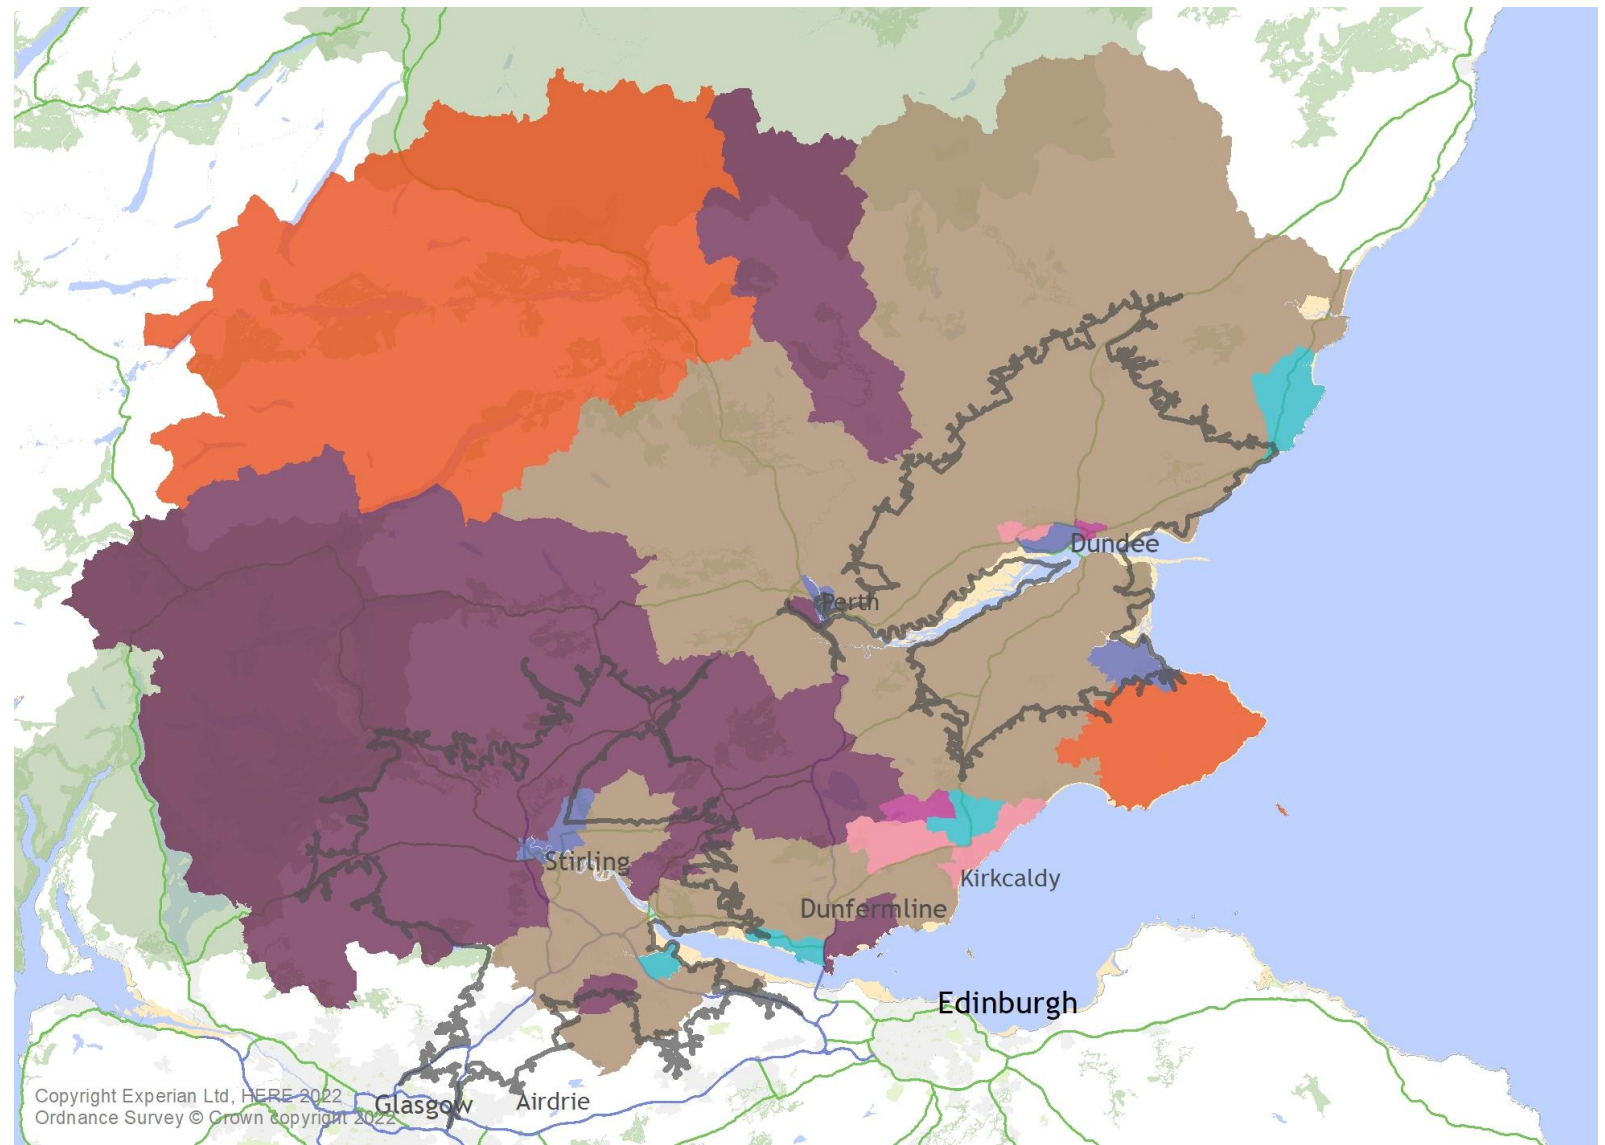 Dundee
Perth
Stirling
Kirkcaldy
Dunfermline
Edinburgh
Copyright Experian Ltd, HERE 2022
Ordnance Survey © Crown copyright 2022
Glasgow
Airdrie